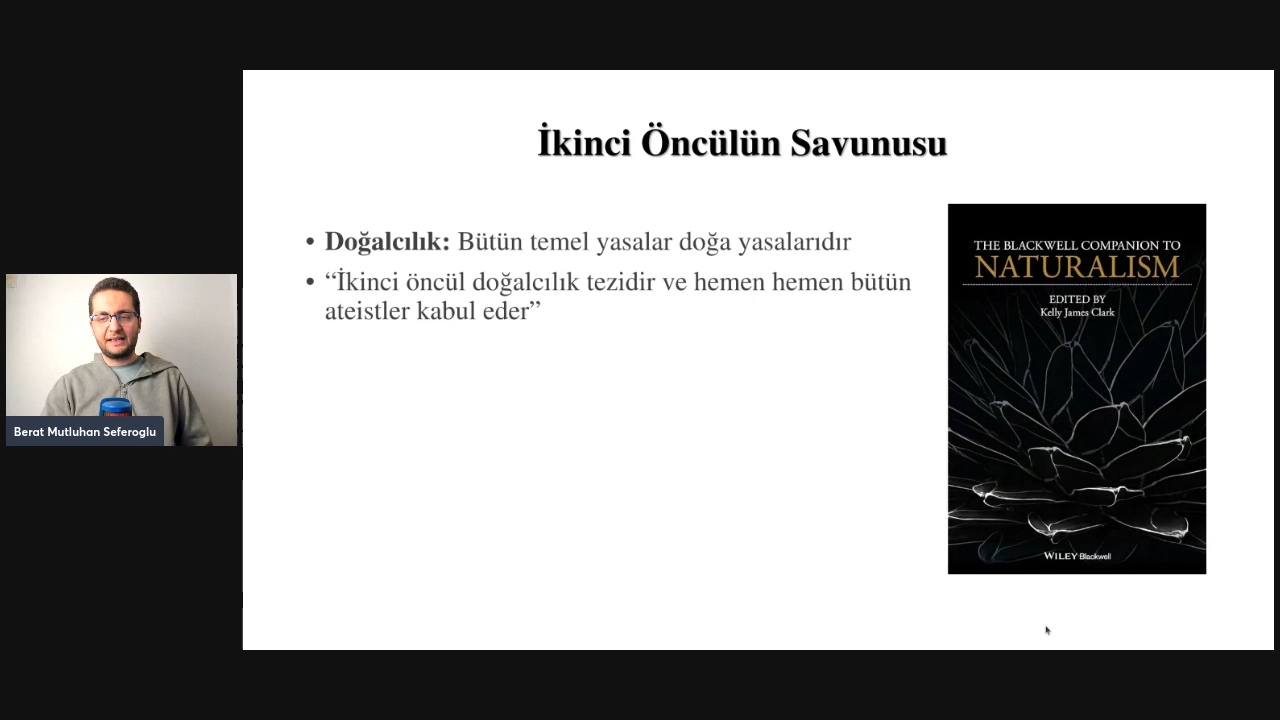 İkinci Öncülün Savunusu
• Doğalcılık: Bütün temel yasalar doğa yasalarıdır
• “İkinci öncül doğalcılık tezidir ve hemen hemen bütün
ateistler kabul eder”
THE BLACKWELL COMPANION TO
NATURALISM
EDITED BY
Kelly James Clark
WILEY Blackwell
Berat Mutluhan Seferoglu